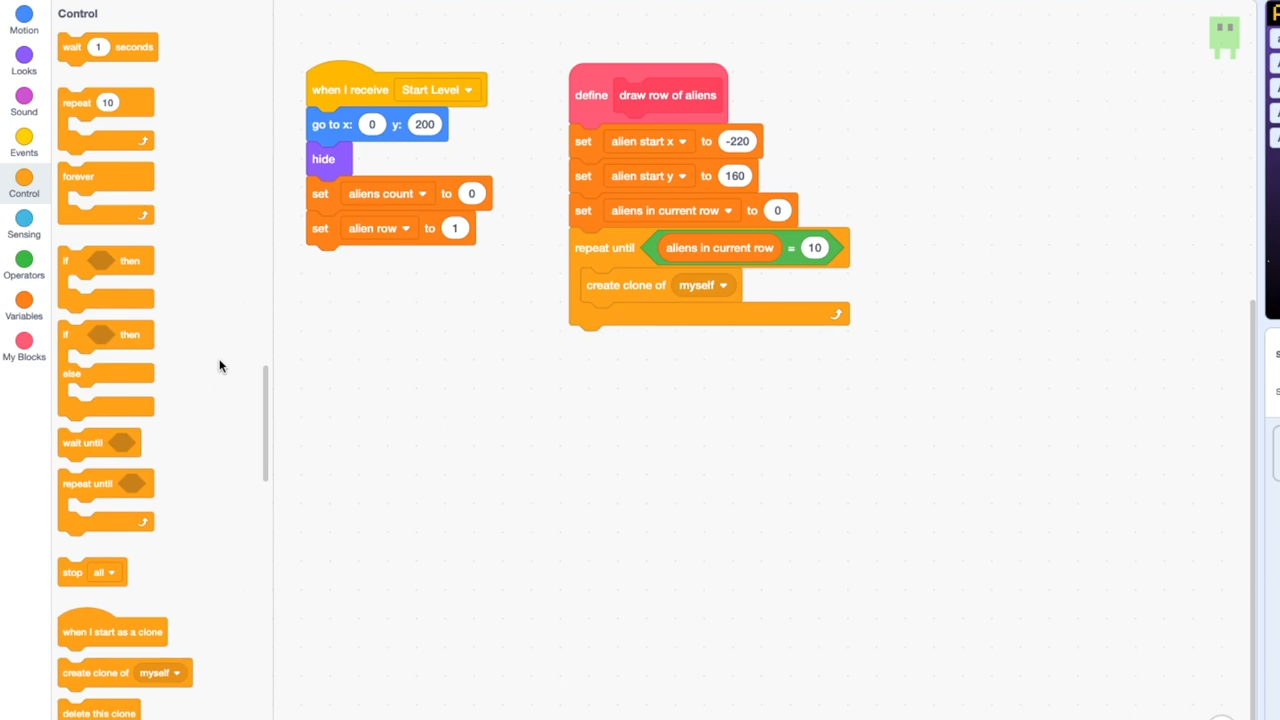 Motion
Looks
Sound
Events
Control
Sensing
Operators
Variables
My Blocks
Control
wait 1 seconds
repeat 10
forever
if then
if then
else
wait until
repeat until
stop all
when I start as a clone
create clone of myself
delete this clone
when I receive Start Level
go to x: 0 y: 200
hide
set aliens count to 0
set alien row to 1
define draw row of aliens
set alien start x to -220
set alien start y to 160
set aliens in current row to 0
repeat until aliens in current row = 10
create clone of myself